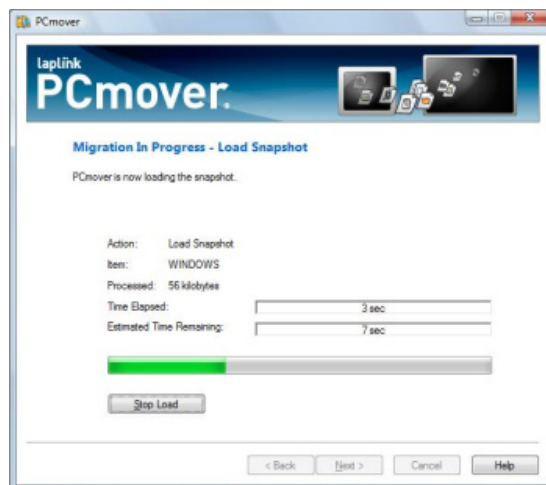 PCmover
laplink
PCmover.
Migration In Progress - Load Snapshot
PCmover is now loading the snapshot.
Action: Load Snapshot
Item: WINDOWS
Processed: 56 kilobytes
Time Elapsed: 3 sec
Estimated Time Remaining: 7 sec
Stop Load
< Back Next > Cancel Help